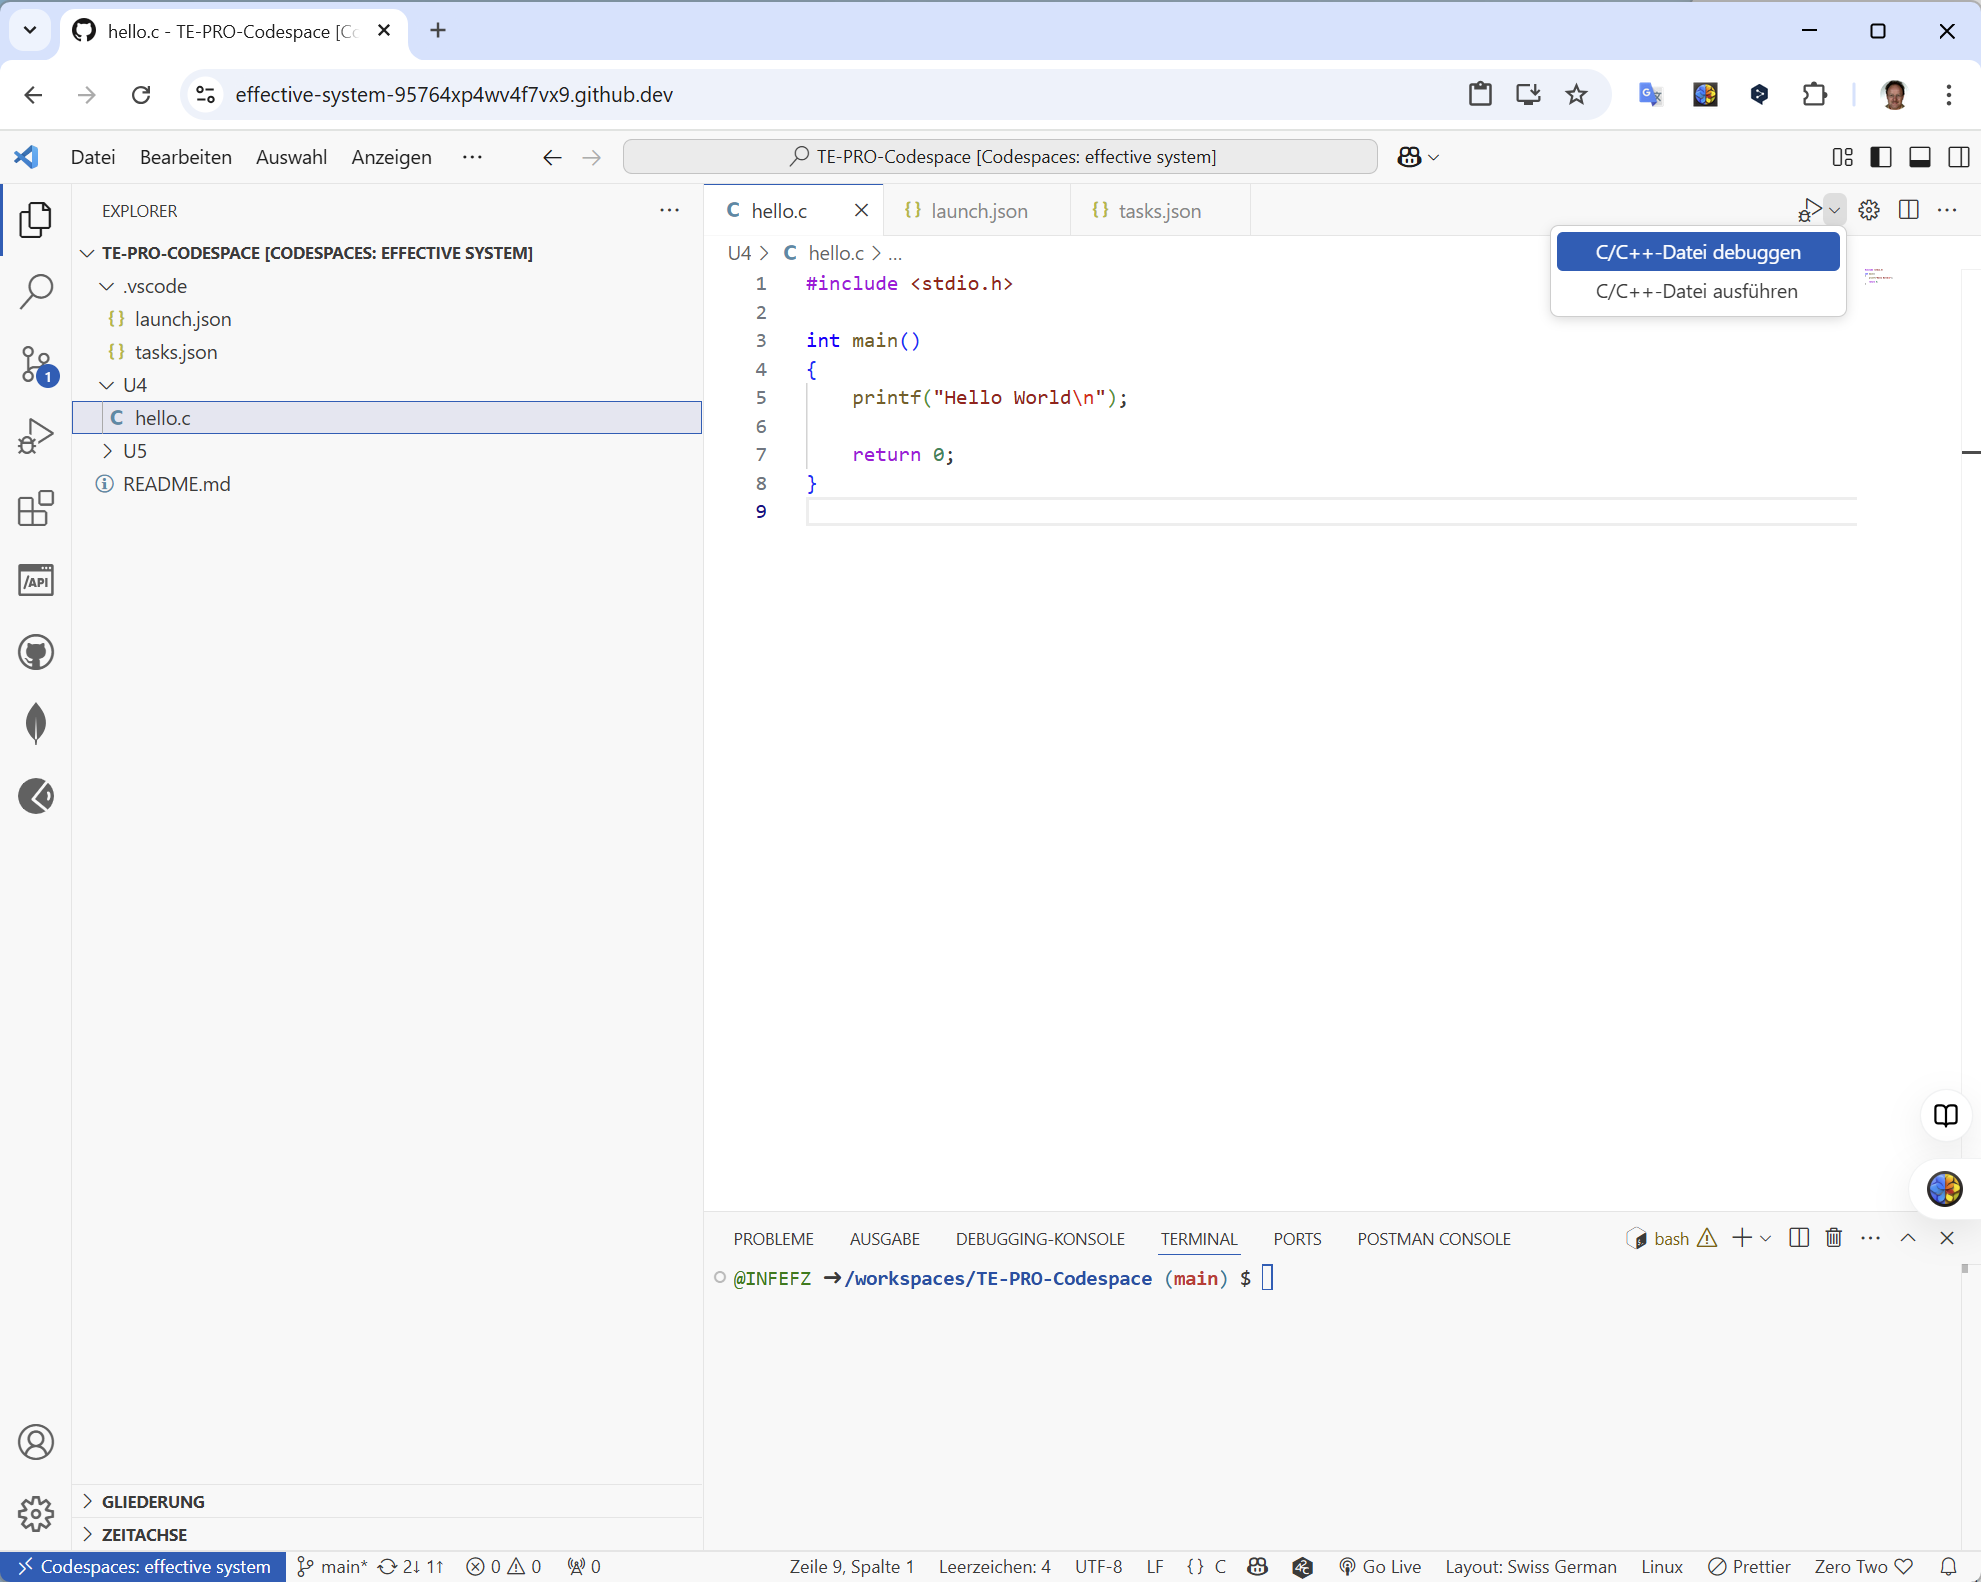 hello.c - TE-PRO-Codespace [Co
effective-system-95764xp4wv4f7vx9.github.dev
Datei Bearbeiten Auswahl Anzeigen ···
TE-PRO-Codespace [Codespaces: effective system]
EXPLORER
TE-PRO-CODESPACE [CODESPACES: EFFECTIVE SYSTEM]
.vscode
{} launch.json
{} tasks.json
U4
C hello.c
U5
README.md
1
/API
GLIEDERUNG
ZEITACHSE
C hello.c
{} launch.json
{} tasks.json
U4 > C hello.c > ...
C/C++-Datei debuggen
C/C++-Datei ausführen
1 #include <stdio.h>
2
3 int main()
4 {
5 printf("Hello World\n");
6
7 return 0;
8 }
9
PROBLEME AUSGABE DEBUGGING-KONSOLE TERMINAL PORTS POSTMAN CONSOLE
bash
@INFEFZ ➜/workspaces/TE-PRO-Codespace (main) $
Codespaces: effective system main* 2↓ 1↑ 0 0 0 Zeile 9, Spalte 1 Leerzeichen: 4 UTF-8 LF {} C Go Live Layout: Swiss German Linux Prettier Zero Two